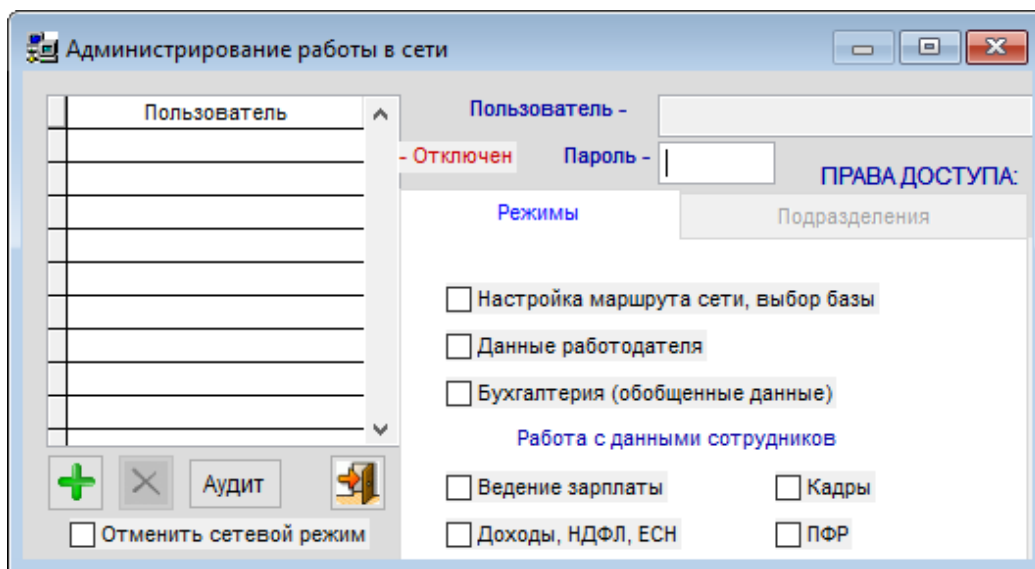 Администрирование работы в сети
Пользователь
Пользователь -
- Отключен
Пароль -
ПРАВА ДОСТУПА:
Режимы
Подразделения
Настройка маршрута сети, выбор базы
Данные работодателя
Бухгалтерия (обобщенные данные)
Работа с данными сотрудников
Ведение зарплаты
Кадры
Доходы, НДФЛ, ЕСН
ПФР
Аудит
Отменить сетевой режим